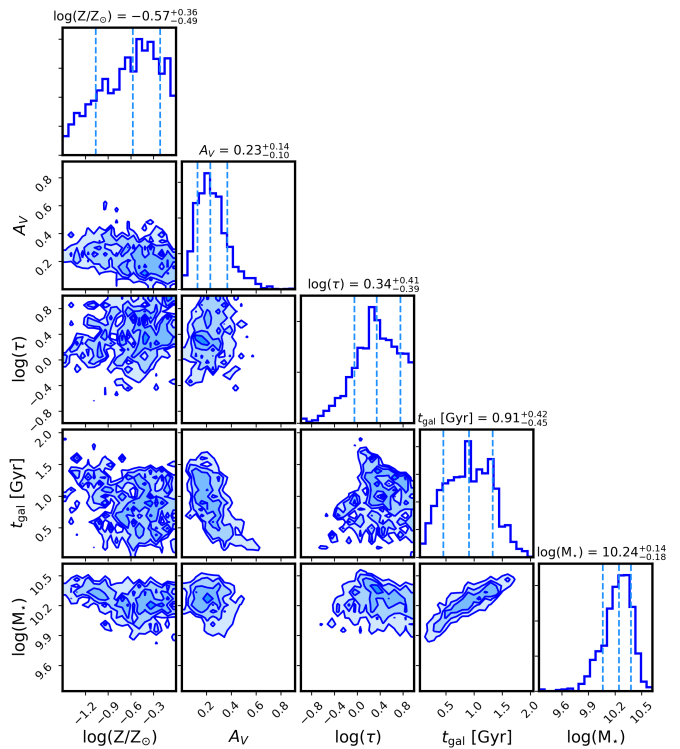 log(Z/Z⊙) = −0.57+0.36−0.49
A_V = 0.23+0.14−0.10
0.8
0.6
0.4
0.2
A_V
log(τ) = 0.34+0.41−0.39
0.8
0.4
0.0
−0.4
−0.8
log(τ)
t_gal [Gyr] = 0.91+0.42−0.45
2.0
1.5
1.0
0.5
t_gal [Gyr]
log(M⋆) = 10.24+0.14−0.18
10.5
10.2
9.9
9.6
log(M⋆)
−1.2 −0.9 −0.6 −0.3
0.2 0.4 0.6 0.8
−0.8 −0.4 0.0 0.4 0.8
0.5 1.0 1.5 2.0
9.6 9.9 10.2 10.5
log(Z/Z⊙) A_V log(τ) t_gal [Gyr] log(M⋆)